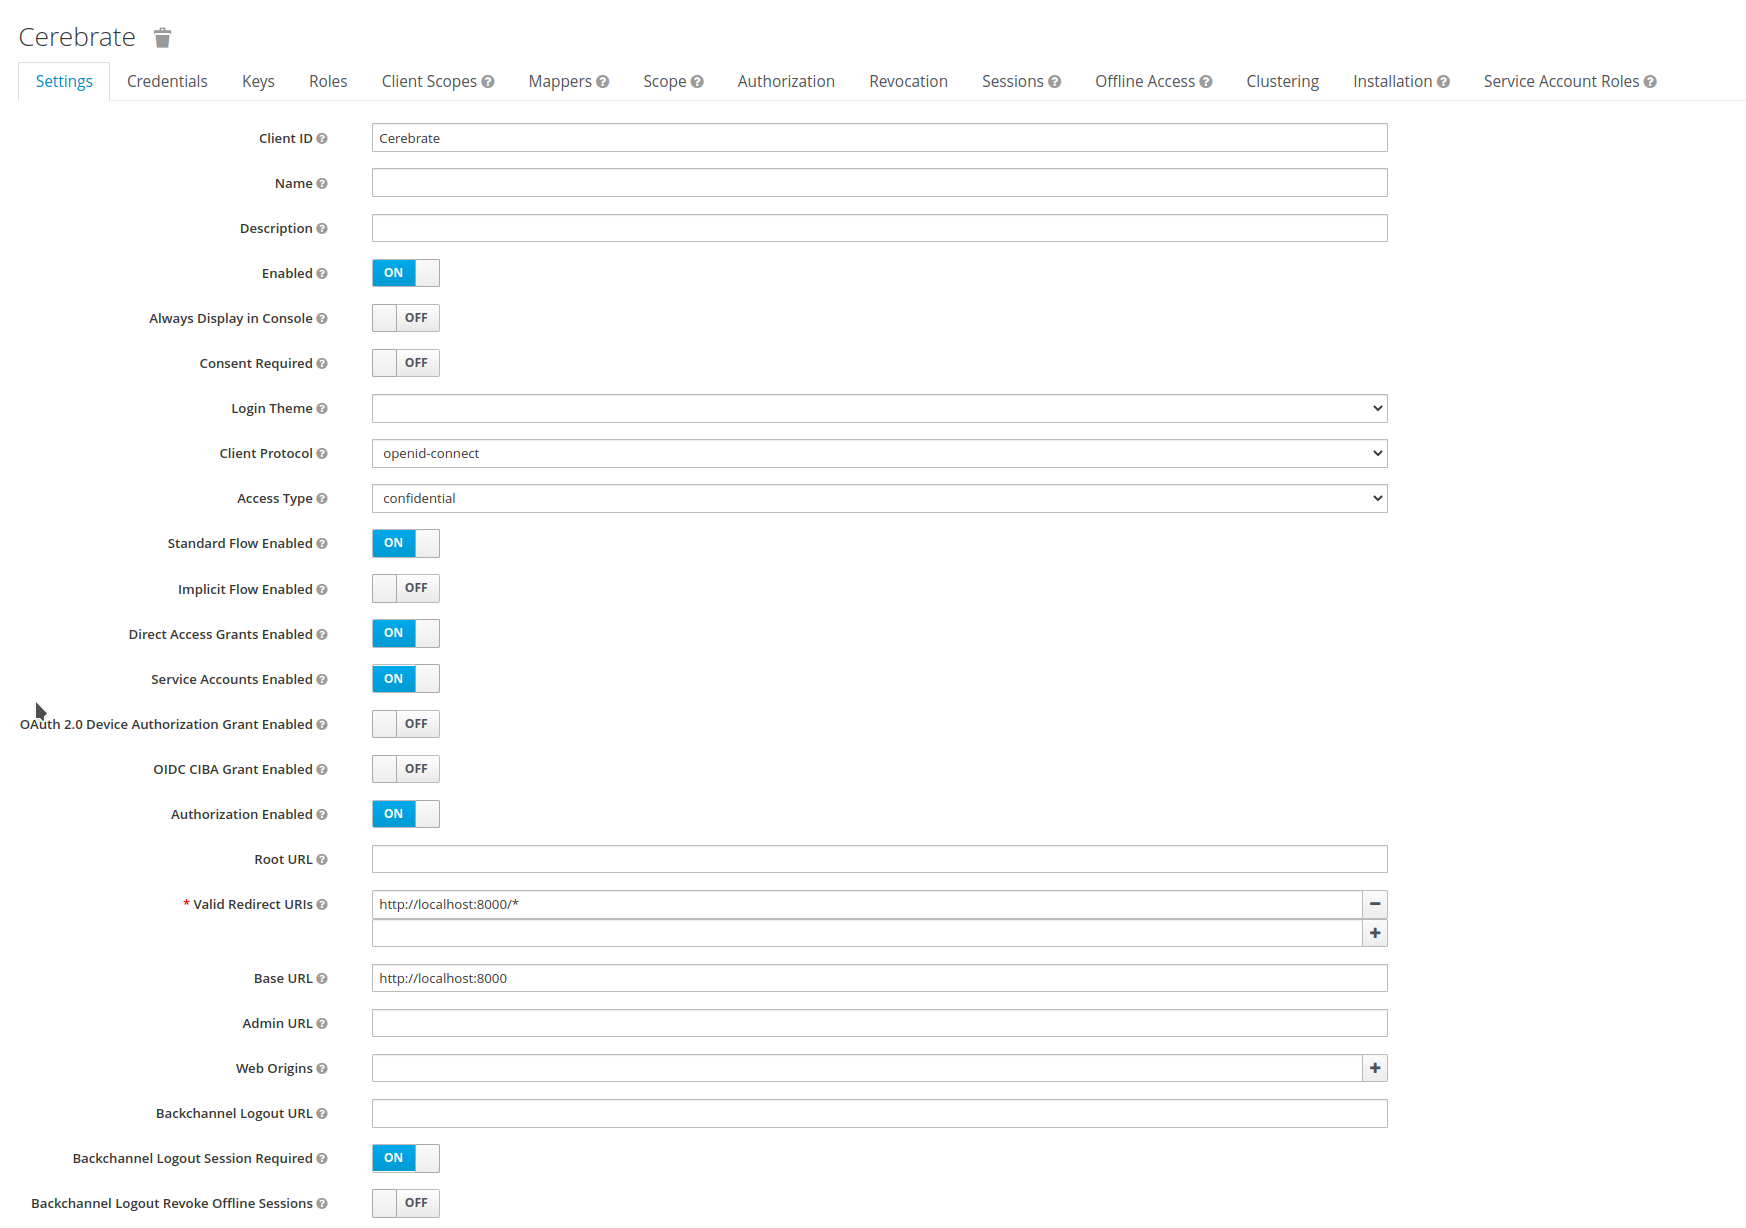 Cerebrate
Settings Credentials Keys Roles Client Scopes Mappers Scope Authorization Revocation Sessions Offline Access Clustering Installation Service Account Roles
Client ID Cerebrate
Name
Description
Enabled ON
Always Display in Console OFF
Consent Required OFF
Login Theme
Client Protocol openid-connect
Access Type confidential
Standard Flow Enabled ON
Implicit Flow Enabled OFF
Direct Access Grants Enabled ON
Service Accounts Enabled ON
OAuth 2.0 Device Authorization Grant Enabled OFF
OIDC CIBA Grant Enabled OFF
Authorization Enabled ON
Root URL
* Valid Redirect URIs http://localhost:8000/*
Base URL http://localhost:8000
Admin URL
Web Origins
Backchannel Logout URL
Backchannel Logout Session Required ON
Backchannel Logout Revoke Offline Sessions OFF